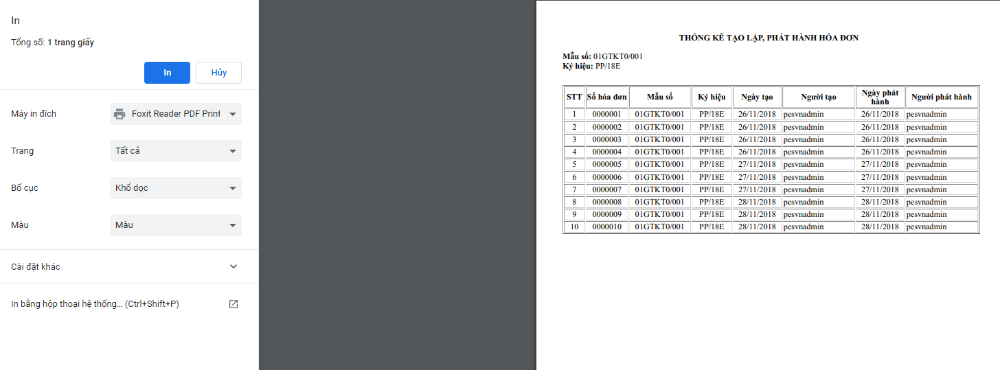 In
Tổng số: 1 trang giấy
In Hủy
Máy in đích Foxit Reader PDF Print
Trang Tất cả
Bố cục Khổ dọc
Màu Màu
Cài đặt khác
In bằng hộp thoại hệ thống... (Ctrl+Shift+P)
THỐNG KÊ TẠO LẬP, PHÁT HÀNH HÓA ĐƠN
Mẫu số: 01GTKT0/001
Ký hiệu: PP/18E
STT Số hóa đơn Mẫu số Ký hiệu Ngày tạo Người tạo Ngày phát hành Người phát hành
1 0000001 01GTKT0/001 PP/18E 26/11/2018 pesvnadmin 26/11/2018 pesvnadmin
2 0000002 01GTKT0/001 PP/18E 26/11/2018 pesvnadmin 26/11/2018 pesvnadmin
3 0000003 01GTKT0/001 PP/18E 26/11/2018 pesvnadmin 26/11/2018 pesvnadmin
4 0000004 01GTKT0/001 PP/18E 26/11/2018 pesvnadmin 26/11/2018 pesvnadmin
5 0000005 01GTKT0/001 PP/18E 27/11/2018 pesvnadmin 27/11/2018 pesvnadmin
6 0000006 01GTKT0/001 PP/18E 27/11/2018 pesvnadmin 27/11/2018 pesvnadmin
7 0000007 01GTKT0/001 PP/18E 27/11/2018 pesvnadmin 27/11/2018 pesvnadmin
8 0000008 01GTKT0/001 PP/18E 28/11/2018 pesvnadmin 28/11/2018 pesvnadmin
9 0000009 01GTKT0/001 PP/18E 28/11/2018 pesvnadmin 28/11/2018 pesvnadmin
10 0000010 01GTKT0/001 PP/18E 28/11/2018 pesvnadmin 28/11/2018 pesvnadmin